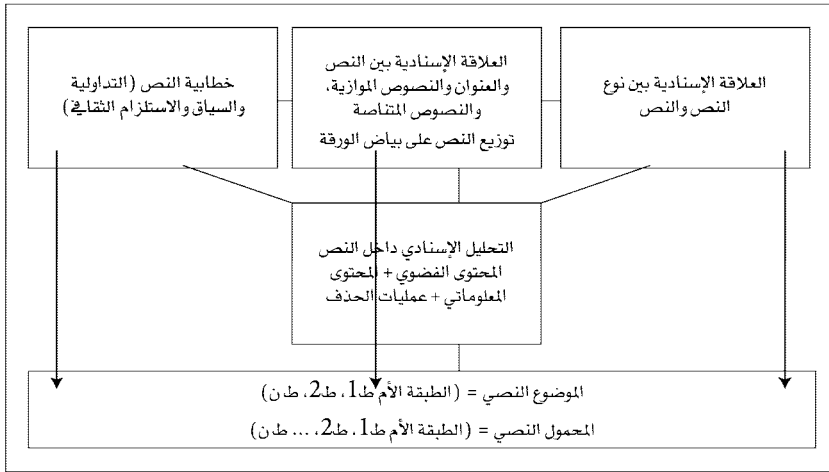 العلاقة الإسنادية بين نوع
النص والنص
العلاقة الإسنادية بين النص
والعنوان والنصوص الموازية،
والنصوص المتناصة
توزيع النص على بياض الورقة
خطابية النص (التداولية
والسياق والاستلزام الثقافي)
التحليل الإسنادي داخل النص
المحتوى الفضوي + المحتوى
المعلوماتي + عمليات الحذف
الموضوع النصي = (الطبقة الأم ط1، ط2، ط ن)
المحمول النصي = (الطبقة الأم ط1، ط2، ... ط ن)